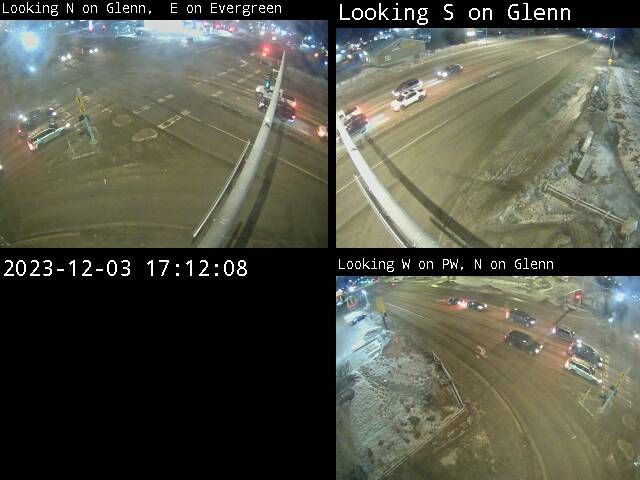 Looking N on Glenn, E on Evergreen
Looking S on Glenn
2023-12-03 17:12:08
Looking W on PW, N on Glenn